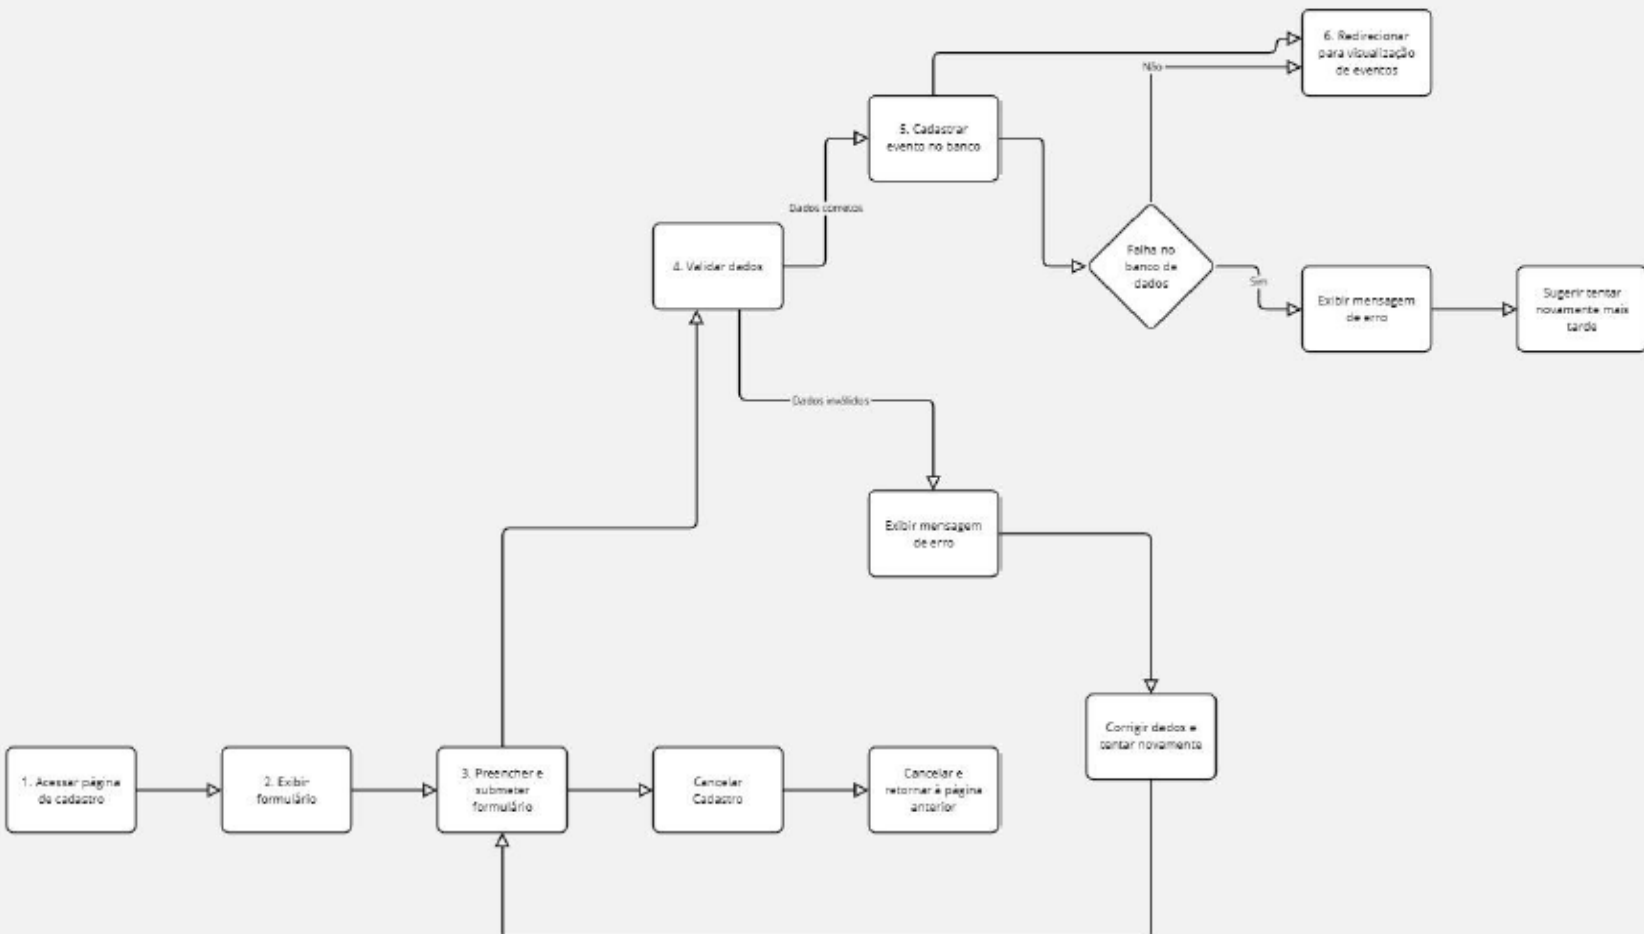 6. Redirecionar
para visualização
de eventos
Não
5. Cadastrar
evento no banco
Dados corretos
4. Validar dados
Falha no
banco de
dados
Sim
Exibir mensagem
de erro
Sugerir tentar
novamente mais
tarde
Dados inválidos
Exibir mensagem
de erro
Corrigir dados e
tentar novamente
1. Acessar página
de cadastro
2. Exibir
formulário
3. Preencher e
submeter
formulário
Cancelar
Cadastro
Cancelar e
retornar à página
anterior